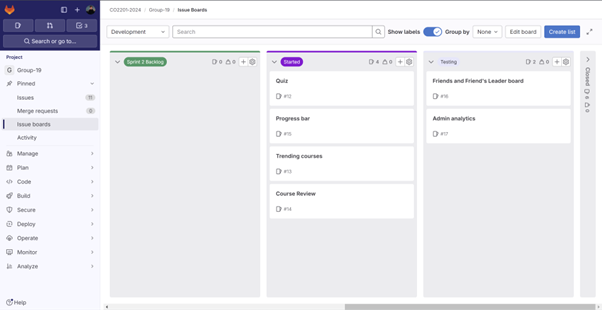 CO2201-2024 / Group-19 / Issue Boards
3
Search or go to...
Project
G Group-19
Pinned
Issues 11
Merge requests 0
Issue boards
Activity
Manage
Plan
Code
Build
Secure
Deploy
Operate
Monitor
Analyze
Help
Development
Search
Show labels
Group by
None
Edit board
Create list
Sprint 2 Backlog 0 0
Started 4 0
Quiz
#12
Progress bar
#15
Trending courses
#13
Course Review
#14
Testing 2 0
Friends and Friend's Leader board
#16
Admin analytics
#17
Closed